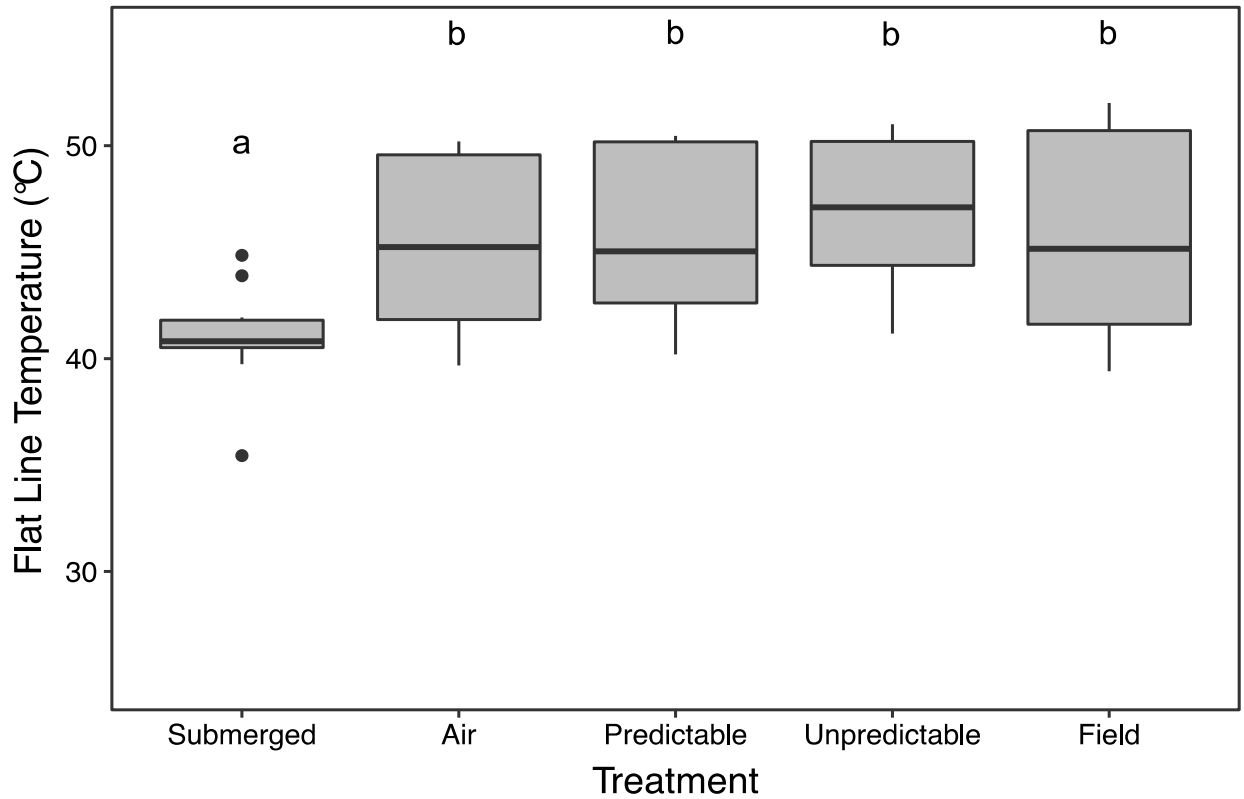 b b b b
a
50
40
30
Flat Line Temperature (°C)
Submerged Air Predictable Unpredictable Field
Treatment